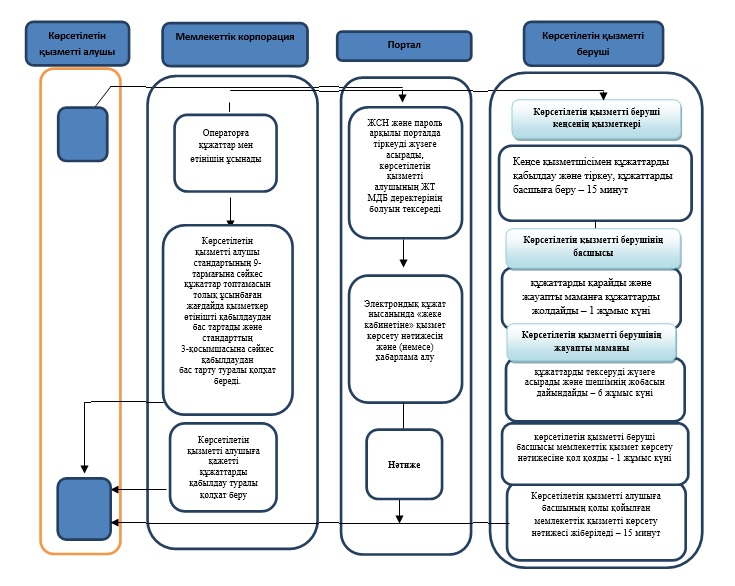 Көрсетілетін
қызметті алушы
Мемлекеттік корпорация
Портал
Көрсетілетін қызметті
беруші
Операторға
құжаттар мен
өтінішін ұсынады
Көрсетілетін
қызметті алушы
стандартының 9-
тармағына сәйкес
құжаттар топтамасын
толық ұсынбаған
жағдайда қызметкер
өтінішті қабылдаудан
бас тартады және
стандарттың
3-қосымшасына сәйкес
қабылдаудан
бас тарту туралы қолхат
береді.
Көрсетілетін
қызметті алушыға
қажетті
құжаттарды
қабылдау туралы
қолхат беру
ЖСН және пароль
арқылы порталда
тіркеуді жүзеге
асырады,
көрсетілетін
қызметті
алушының ЖТ
МДБ деректерінің
болуын тексереді
Электрондық құжат
нысанында «жеке
кабинетіне» қызмет
көрсету нәтижесін
және (немесе)
хабарлама алу
Нәтиже
Көрсетілетін қызметті беруші
кеңсенің қызметкері
Кеңсе қызметшісімен құжаттарды
қабылдау және тіркеу, құжаттарды
басшыға беру – 15 минут
Көрсетілетін қызметті берушінің
басшысы
құжаттарды қарайды және
жауапты маманға құжаттарды
жолдайды – 1 жұмыс күні
Көрсетілетін қызметті берушінің
жауапты маманы
құжаттарды тексеруді жүзеге
асырады және шешімнің жобасын
дайындайды – 6 жұмыс күні
көрсетілетін қызметті беруші
басшысы мемлекеттік қызмет көрсету
нәтижесіне қол қояды - 1 жұмыс күні
Көрсетілетін қызметті алушыға
басшының қолы қойылған
мемлекеттік қызметті көрсету
нәтижесі жіберіледі – 15 минут